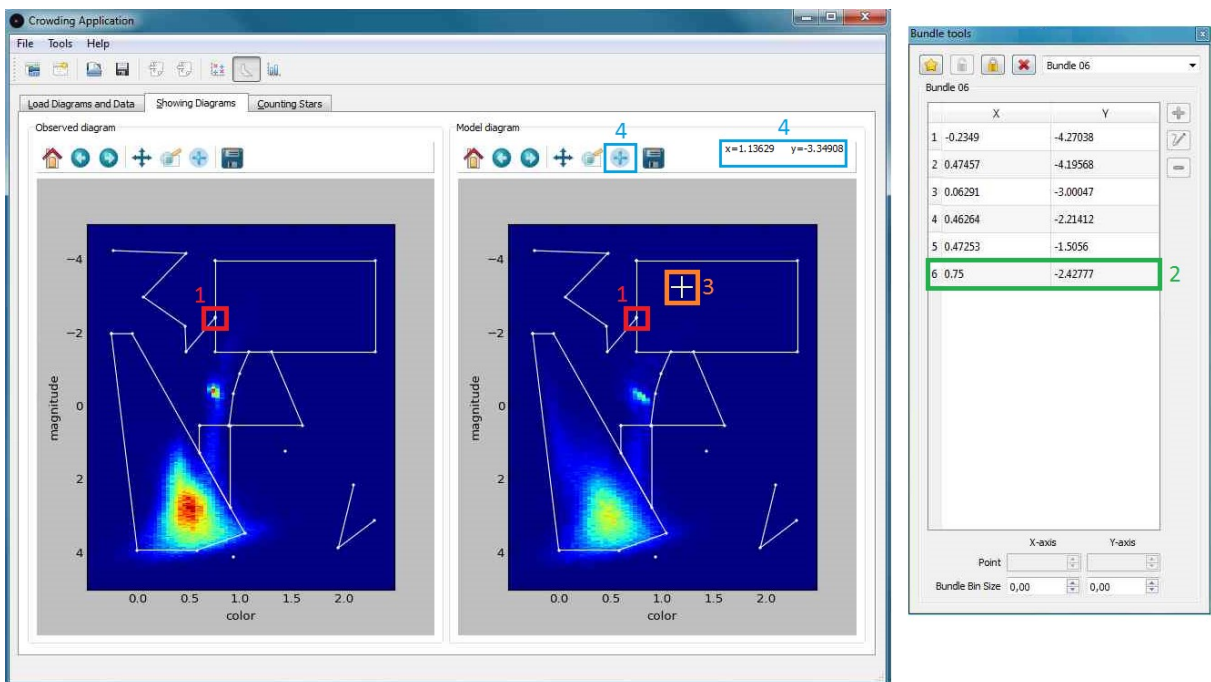 Crowding Application
File Tools Help
Load Diagrams and Data Showing Diagrams Counting Stars
Observed diagram
−4
−2
0
2
4
magnitude
0.0 0.5 1.0 1.5 2.0
color
1
Model diagram
4
4
x=1.13629 y=-3.34908
−4
−2
0
2
4
magnitude
0.0 0.5 1.0 1.5 2.0
color
1
3
Bundle tools
Bundle 06
Bundle 06
X Y
1 -0.2349 -4.27038
2 0.47457 -4.19568
3 0.06291 -3.00047
4 0.46264 -2.21412
5 0.47253 -1.5056
6 0.75 -2.42777
2
X-axis Y-axis
Point
Bundle Bin Size 0,00 0,00